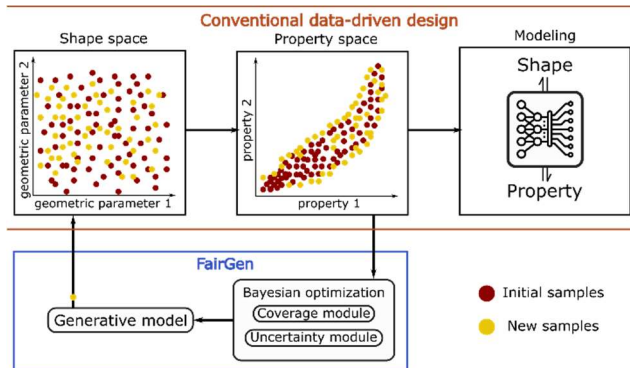 Conventional data-driven design
Shape space
geometric parameter 2
geometric parameter 1
Property space
property 2
property 1
Modeling
Shape
Property
FairGen
Generative model
Bayesian optimization
Coverage module
Uncertainty module
Initial samples
New samples